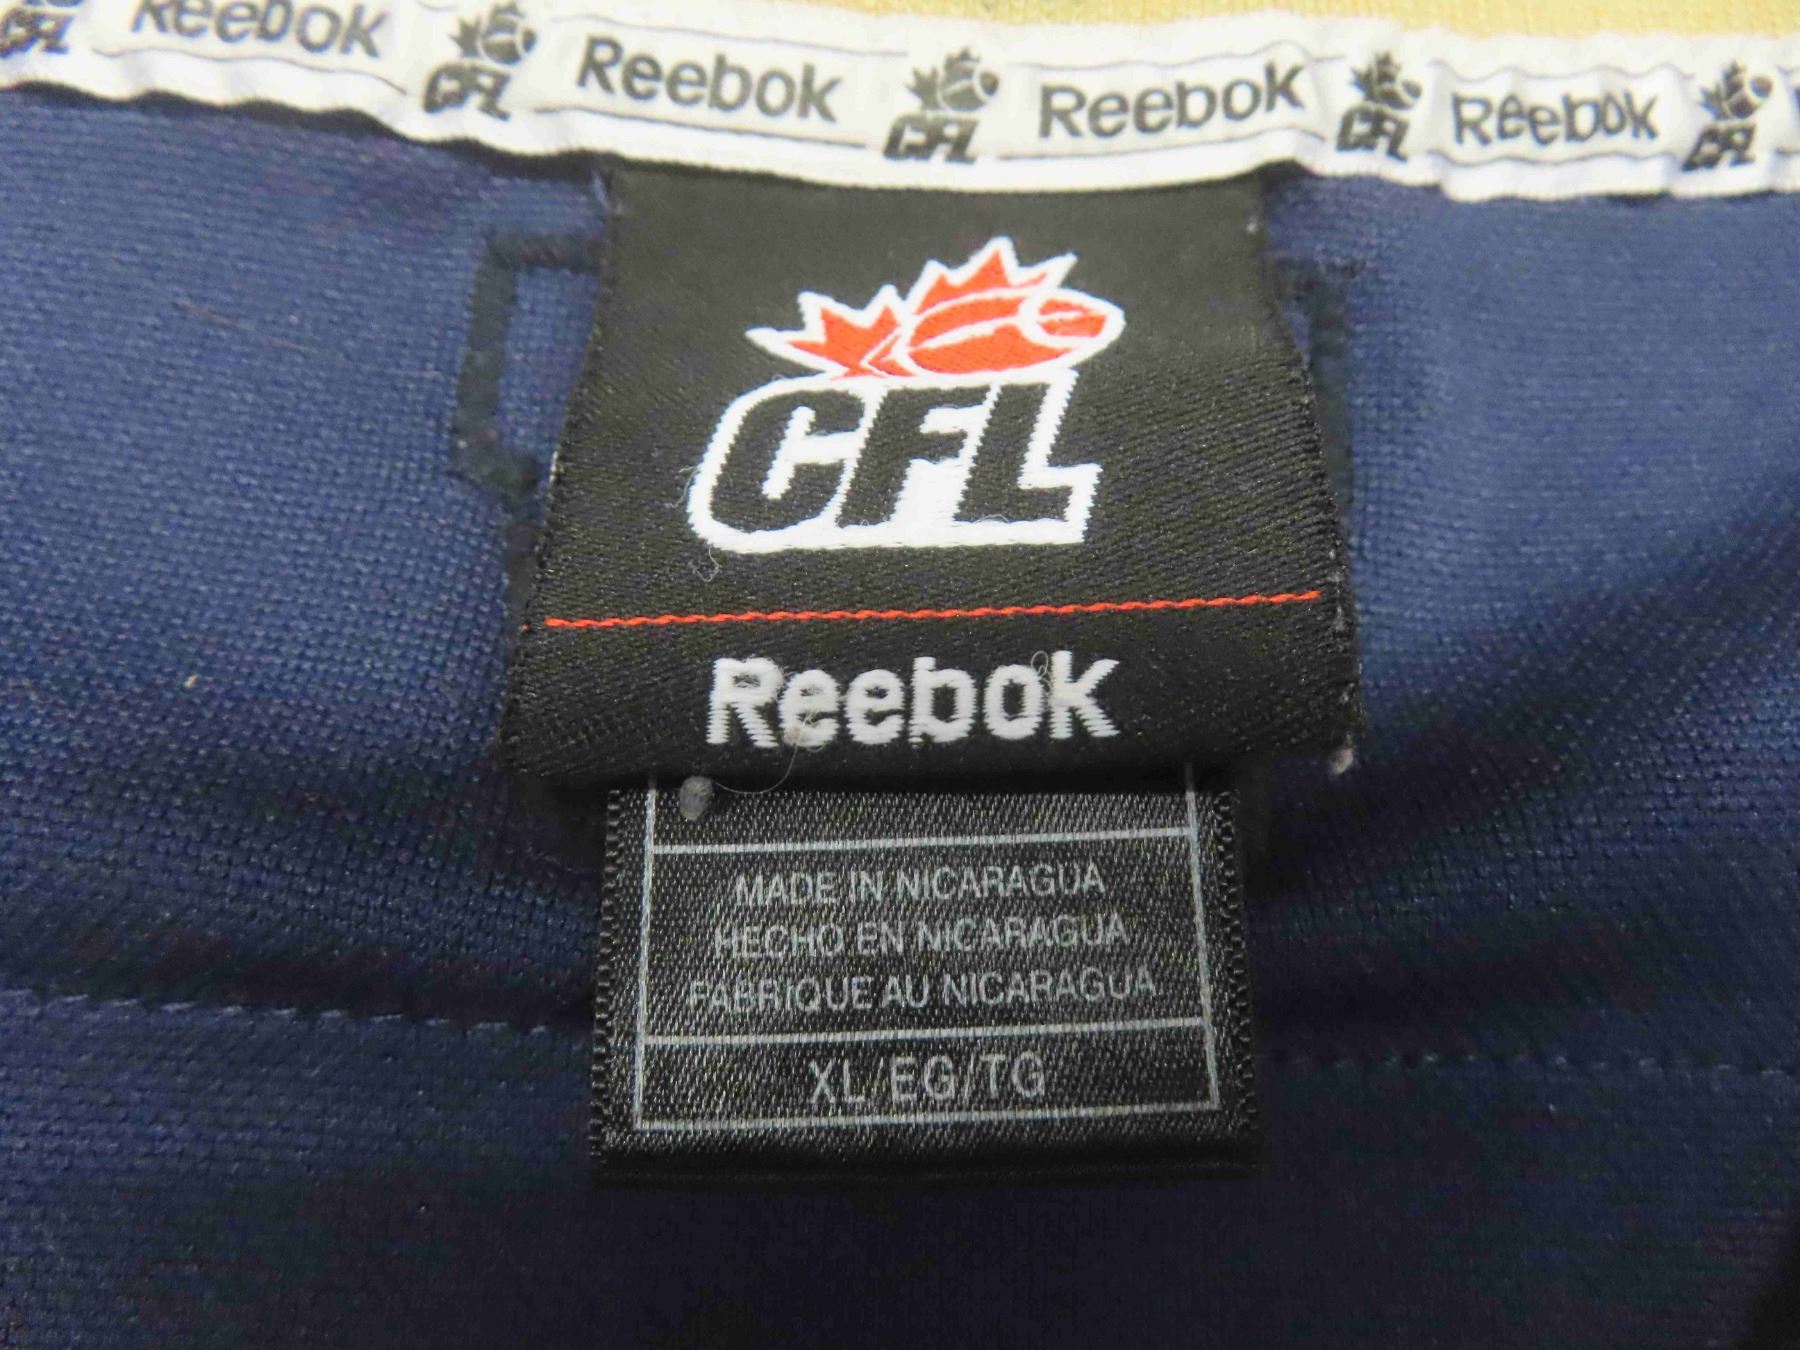 CFL Reebok CFL Reebok CFL Reebok CFL Reebok CFL
CFL
Reebok
MADE IN NICARAGUA
HECHO EN NICARAGUA
FABRIQUE AU NICARAGUA
XL/EG/TG